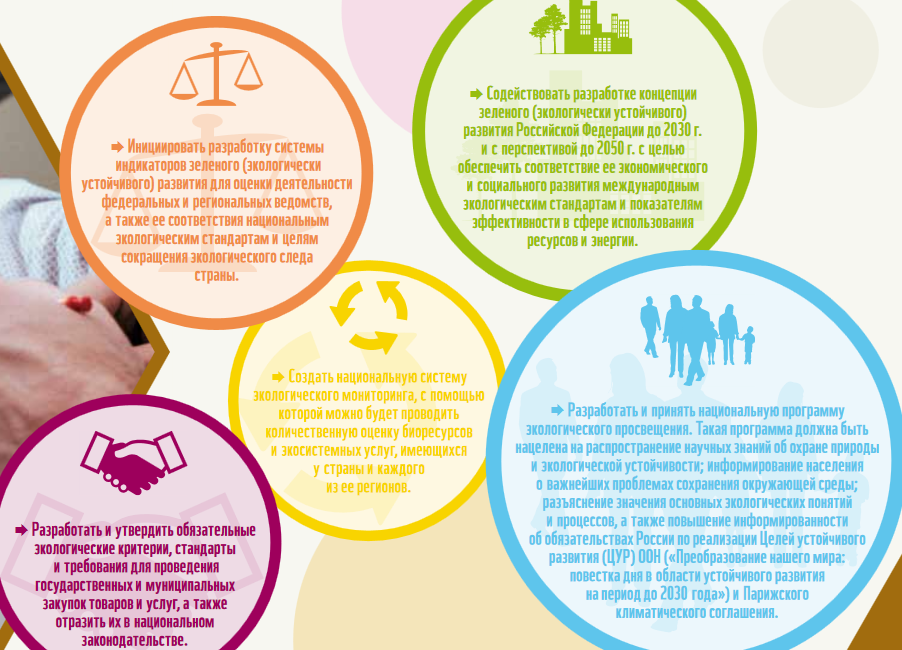 ➡ Инициировать разработку системы
индикаторов зеленого (экологически
устойчивого) развития для оценки деятельности
федеральных и региональных ведомств,
а также ее соответствия национальным
экологическим стандартам и целям
сокращения экологического следа
страны.
➡ Содействовать разработке концепции
зеленого (экологически устойчивого)
развития Российской Федерации до 2030 г.
и с перспективой до 2050 г. с целью
обеспечить соответствие ее экономического
и социального развития международным
экологическим стандартам и показателям
эффективности в сфере использования
ресурсов и энергии.
➡ Создать национальную систему
экологического мониторинга, с помощью
которой можно будет проводить
количественную оценку биоресурсов
и экосистемных услуг, имеющихся
у страны и каждого
из ее регионов.
➡ Разработать и принять национальную программу
экологического просвещения. Такая программа должна быть
нацелена на распространение научных знаний об охране природы
и экологической устойчивости; информирование населения
о важнейших проблемах сохранения окружающей среды;
разъяснение значения основных экологических понятий
и процессов, а также повышение информированности
об обязательствах России по реализации Целей устойчивого
развития (ЦУР) ООН («Преобразование нашего мира:
повестка дня в области устойчивого развития
на период до 2030 года») и Парижского
климатического соглашения.
➡ Разработать и утвердить обязательные
экологические критерии, стандарты
и требования для проведения
государственных и муниципальных
закупок товаров и услуг, а также
отразить их в национальном
законодательстве.